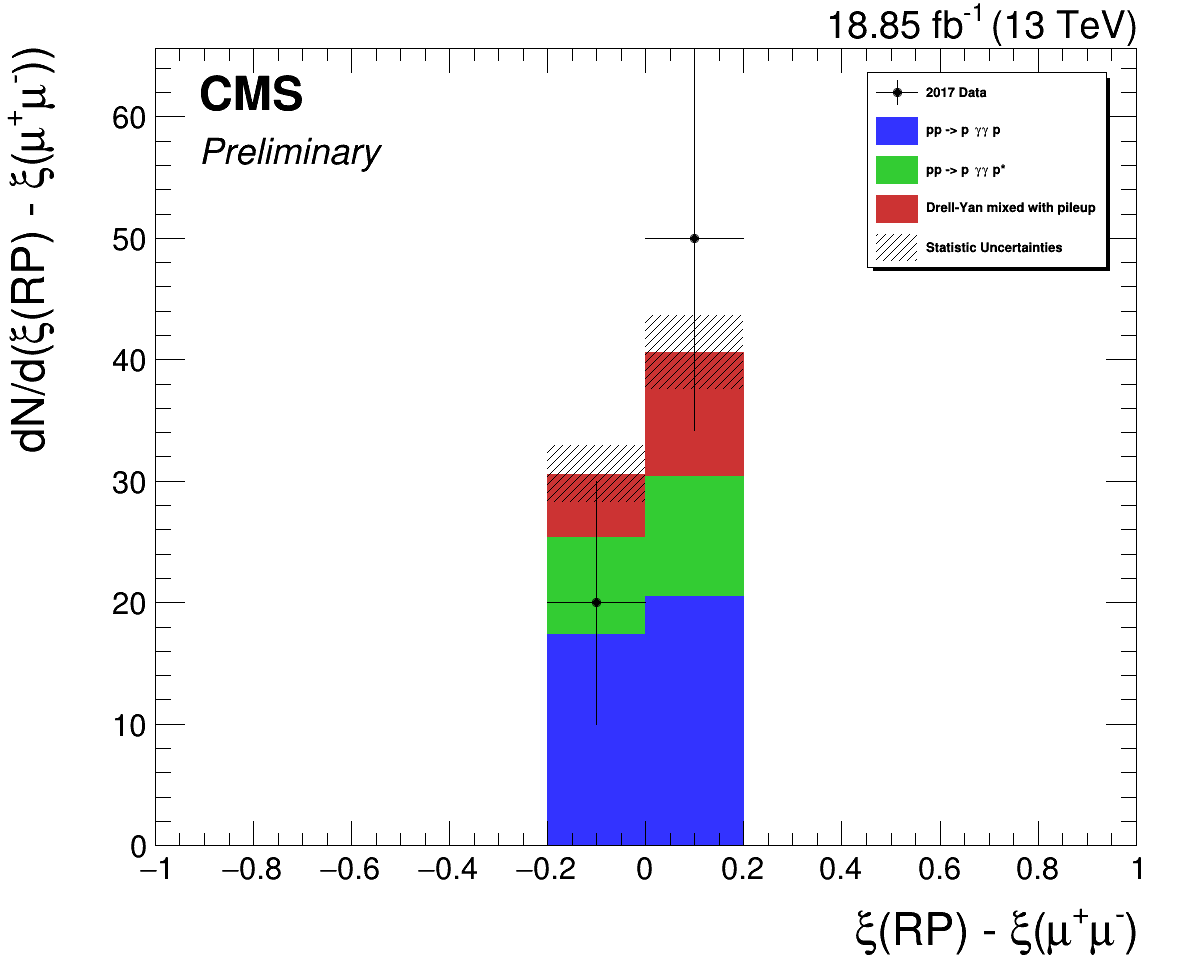 18.85 fb⁻¹ (13 TeV)
dN/d(ξ(RP) - ξ(μ⁺μ⁻))
CMS
Preliminary
2017 Data
pp -> p γγ p
pp -> p γγ p*
Drell-Yan mixed with pileup
Statistic Uncertainties
60
50
40
30
20
10
0
−1 −0.8 −0.6 −0.4 −0.2 0 0.2 0.4 0.6 0.8 1
ξ(RP) - ξ(μ⁺μ⁻)